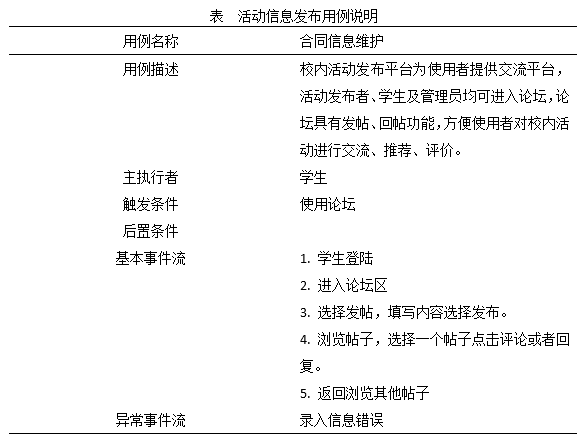 表 活动信息发布用例说明
用例名称 合同信息维护
用例描述 校内活动发布平台为使用者提供交流平台，
活动发布者、学生及管理员均可进入论坛，论
坛具有发帖、回帖功能，方便使用者对校内活
动进行交流、推荐、评价。
主执行者 学生
触发条件 使用论坛
后置条件
基本事件流 1. 学生登陆
2. 进入论坛区
3. 选择发帖，填写内容选择发布。
4. 浏览帖子，选择一个帖子点击评论或者回
复。
5. 返回浏览其他帖子
异常事件流 录入信息错误